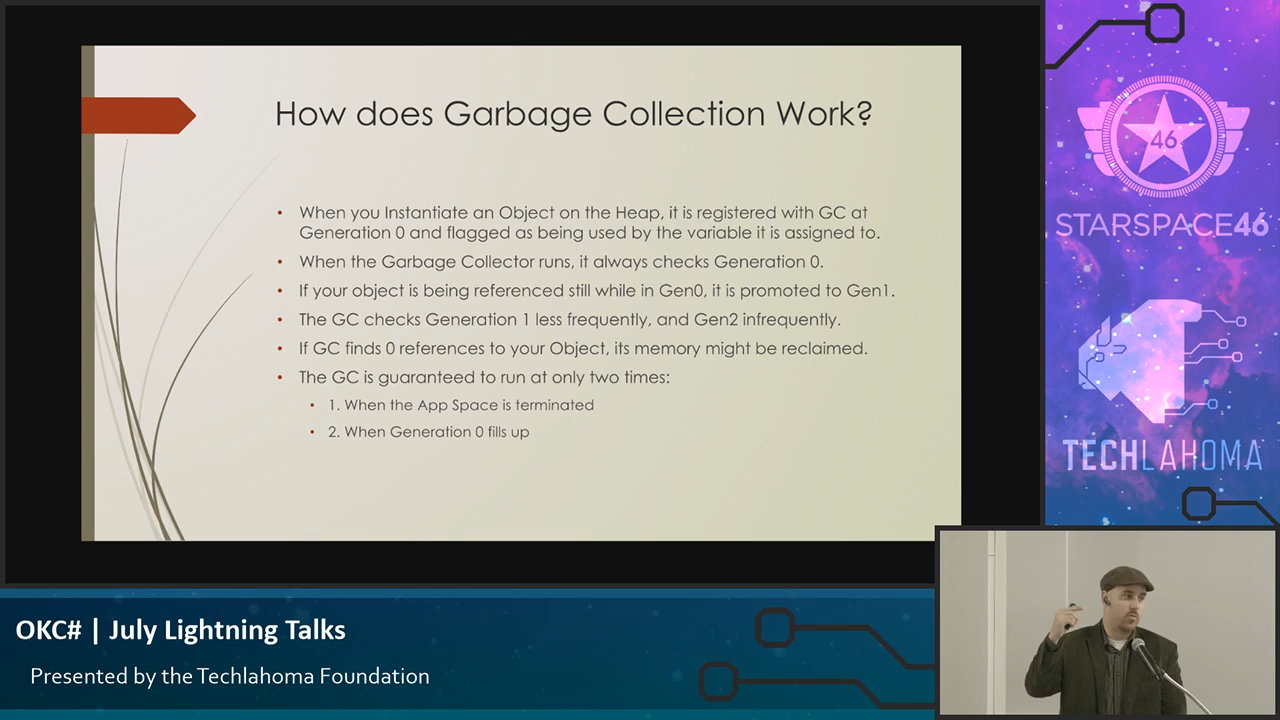 How does Garbage Collection Work?
• When you Instantiate an Object on the Heap, it is registered with GC at
Generation 0 and flagged as being used by the variable it is assigned to.
• When the Garbage Collector runs, it always checks Generation 0.
• If your object is being referenced still while in Gen0, it is promoted to Gen1.
• The GC checks Generation 1 less frequently, and Gen2 infrequently.
• If GC finds 0 references to your Object, its memory might be reclaimed.
• The GC is guaranteed to run at only two times:
• 1. When the App Space is terminated
• 2. When Generation 0 fills up
46
STARSPACE46
TECHLAHOMA
OKC# | July Lightning Talks
Presented by the Techlahoma Foundation